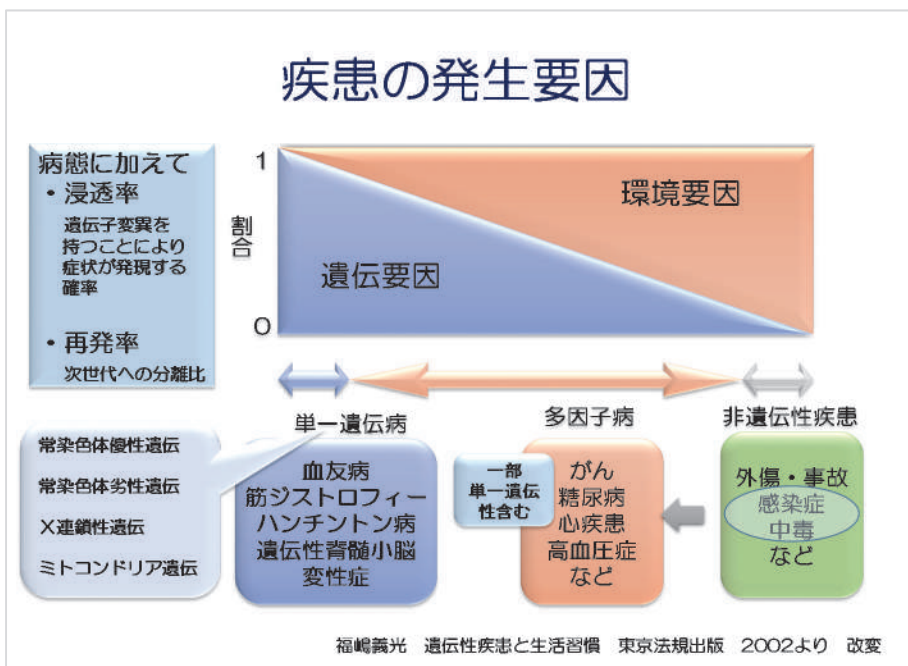 疾患の発生要因
病態に加えて
・浸透率
遺伝子変異を
持つことにより
症状が発現する
確率
・再発率
次世代への分離比
1
割合
0
環境要因
遺伝要因
単一遺伝病
多因子病
非遺伝性疾患
常染色体優性遺伝
常染色体劣性遺伝
X連鎖性遺伝
ミトコンドリア遺伝
血友病
筋ジストロフィー
ハンチントン病
遺伝性脊髄小脳
変性症
一部
単一遺伝
性含む
がん
糖尿病
心疾患
高血圧症
など
外傷・事故
感染症
中毒
など
福嶋義光　遺伝性疾患と生活習慣　東京法規出版　2002より　改変